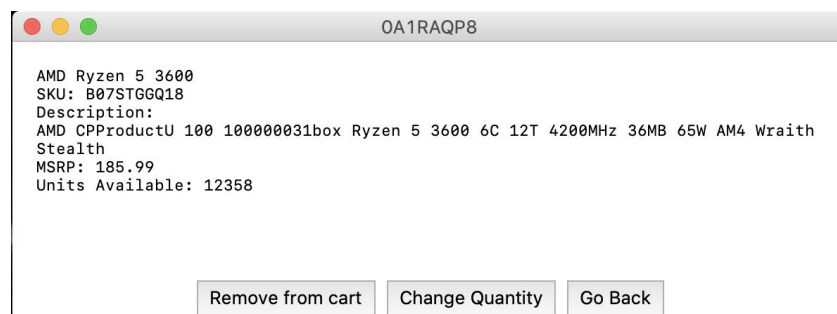 0A1RAQP8
AMD Ryzen 5 3600
SKU: B07STGGQ18
Description:
AMD CPProductU 100 100000031box Ryzen 5 3600 6C 12T 4200MHz 36MB 65W AM4 Wraith
Stealth
MSRP: 185.99
Units Available: 12358
Remove from cart Change Quantity Go Back